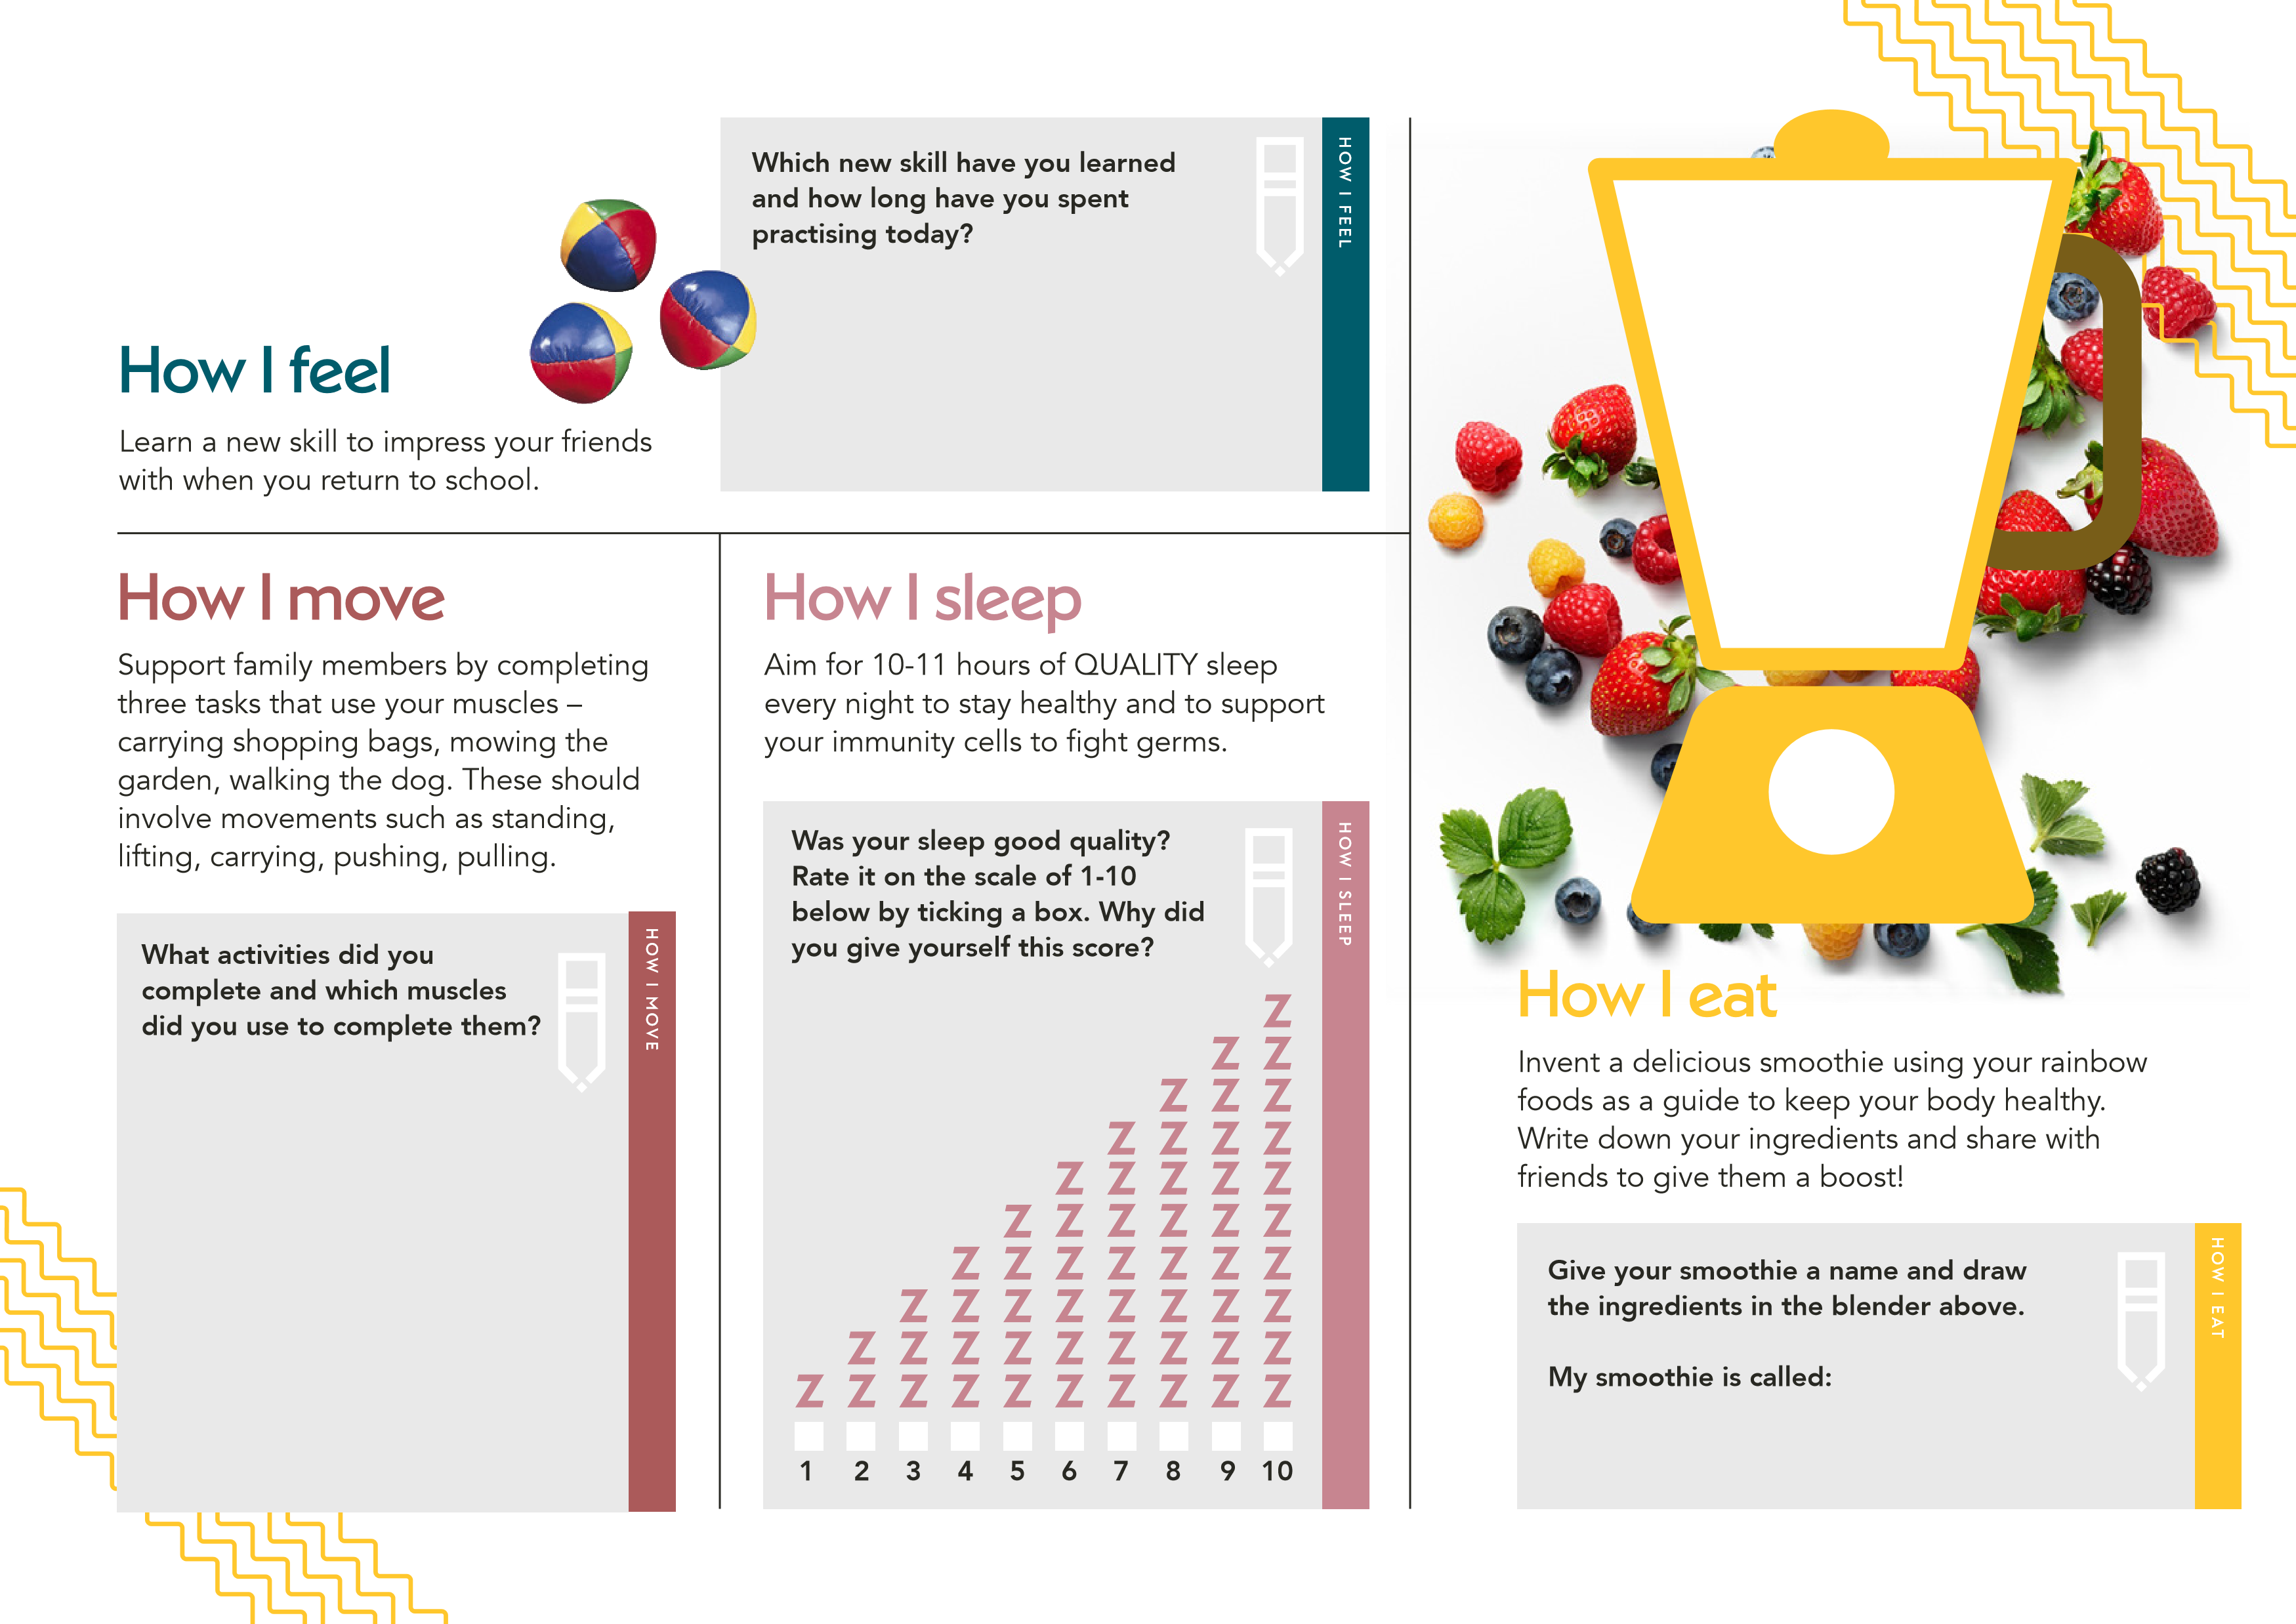 How I feel
Learn a new skill to impress your friends
with when you return to school.
Which new skill have you learned
and how long have you spent
practising today?
HOW I FEEL
How I move
Support family members by completing
three tasks that use your muscles –
carrying shopping bags, mowing the
garden, walking the dog. These should
involve movements such as standing,
lifting, carrying, pushing, pulling.
What activities did you
complete and which muscles
did you use to complete them?
HOW I MOVE
How I sleep
Aim for 10-11 hours of QUALITY sleep
every night to stay healthy and to support
your immunity cells to fight germs.
Was your sleep good quality?
Rate it on the scale of 1-10
below by ticking a box. Why did
you give yourself this score?
HOW I SLEEP
Z
Z Z
Z Z Z
Z Z Z Z
Z Z Z Z Z
Z Z Z Z Z Z
Z Z Z Z Z Z Z
Z Z Z Z Z Z Z Z
Z Z Z Z Z Z Z Z Z
Z Z Z Z Z Z Z Z Z Z
1 2 3 4 5 6 7 8 9 10
How I eat
Invent a delicious smoothie using your rainbow
foods as a guide to keep your body healthy.
Write down your ingredients and share with
friends to give them a boost!
Give your smoothie a name and draw
the ingredients in the blender above.
My smoothie is called:
HOW I EAT